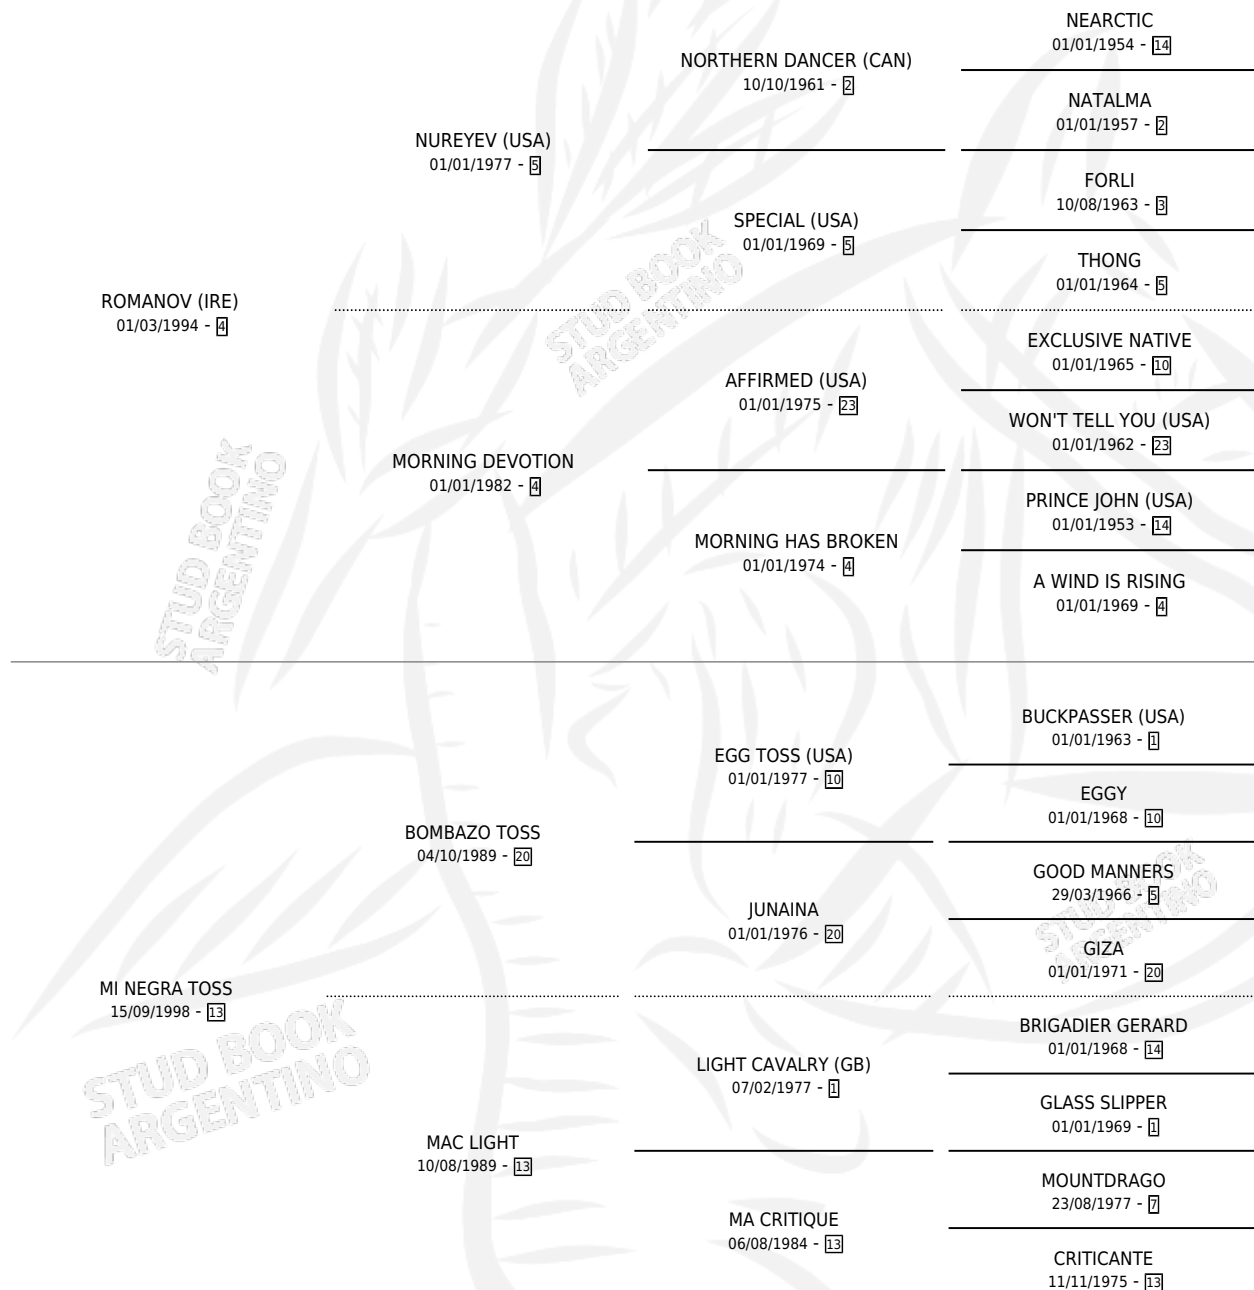 NEARCTIC
01/01/1954 - 14
NORTHERN DANCER (CAN)
10/10/1961 - 2
NATALMA
01/01/1957 - 2
NUREYEV (USA)
01/01/1977 - 5
FORLI
10/08/1963 - 3
SPECIAL (USA)
01/01/1969 - 5
THONG
01/01/1964 - 5
ROMANOV (IRE)
01/03/1994 - 4
EXCLUSIVE NATIVE
01/01/1965 - 10
AFFIRMED (USA)
01/01/1975 - 23
WON'T TELL YOU (USA)
01/01/1962 - 23
MORNING DEVOTION
01/01/1982 - 4
PRINCE JOHN (USA)
01/01/1953 - 14
MORNING HAS BROKEN
01/01/1974 - 4
A WIND IS RISING
01/01/1969 - 4
BUCKPASSER (USA)
01/01/1963 - 1
EGG TOSS (USA)
01/01/1977 - 10
EGGY
01/01/1968 - 10
BOMBAZO TOSS
04/10/1989 - 20
GOOD MANNERS
29/03/1966 - 5
JUNAINA
01/01/1976 - 20
GIZA
01/01/1971 - 20
MI NEGRA TOSS
15/09/1998 - 13
BRIGADIER GERARD
01/01/1968 - 14
LIGHT CAVALRY (GB)
07/02/1977 - 1
GLASS SLIPPER
01/01/1969 - 1
MAC LIGHT
10/08/1989 - 13
MOUNTDRAGO
23/08/1977 - 7
MA CRITIQUE
06/08/1984 - 13
CRITICANTE
11/11/1975 - 13
STUD BOOK
ARGENTINO
STUD BOOK
ARGENTINO
STUD BOOK
ARGENTINO
STUD BOOK
ARGENTINO